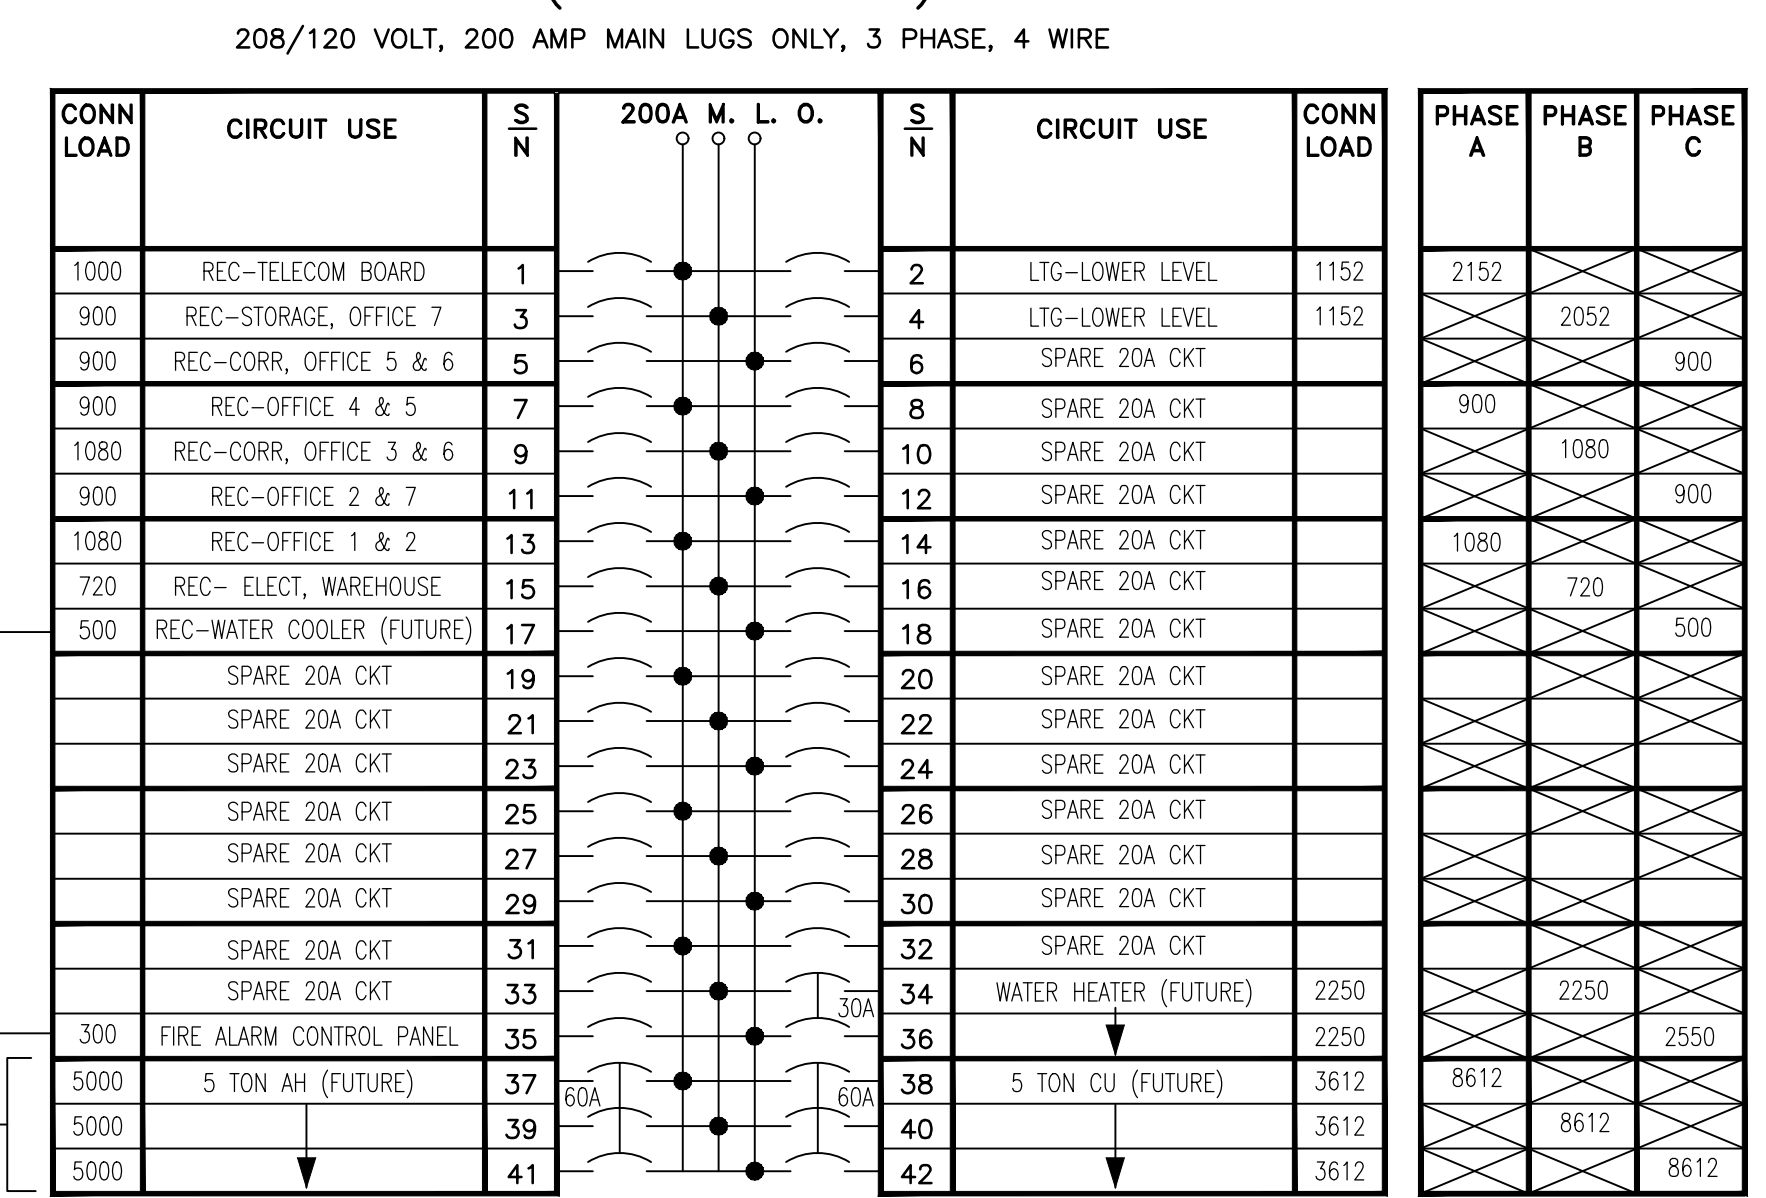 208/120 VOLT, 200 AMP MAIN LUGS ONLY, 3 PHASE, 4 WIRE
CONN LOAD CIRCUIT USE S/N 200A M. L. O. S/N CIRCUIT USE CONN LOAD PHASE A PHASE B PHASE C
1000 REC-TELECOM BOARD 1 2 LTG-LOWER LEVEL 1152 2152
900 REC-STORAGE, OFFICE 7 3 4 LTG-LOWER LEVEL 1152 2052
900 REC-CORR, OFFICE 5 & 6 5 6 SPARE 20A CKT 900
900 REC-OFFICE 4 & 5 7 8 SPARE 20A CKT 900
1080 REC-CORR, OFFICE 3 & 6 9 10 SPARE 20A CKT 1080
900 REC-OFFICE 2 & 7 11 12 SPARE 20A CKT 900
1080 REC-OFFICE 1 & 2 13 14 SPARE 20A CKT 1080
720 REC- ELECT, WAREHOUSE 15 16 SPARE 20A CKT 720
500 REC-WATER COOLER (FUTURE) 17 18 SPARE 20A CKT 500
SPARE 20A CKT 19 20 SPARE 20A CKT
SPARE 20A CKT 21 22 SPARE 20A CKT
SPARE 20A CKT 23 24 SPARE 20A CKT
SPARE 20A CKT 25 26 SPARE 20A CKT
SPARE 20A CKT 27 28 SPARE 20A CKT
SPARE 20A CKT 29 30 SPARE 20A CKT
SPARE 20A CKT 31 32 SPARE 20A CKT
SPARE 20A CKT 33 30A 34 WATER HEATER (FUTURE) 2250 2250
300 FIRE ALARM CONTROL PANEL 35 36 2250 2550
5000 5 TON AH (FUTURE) 37 60A 60A 38 5 TON CU (FUTURE) 3612 8612
5000 39 40 3612 8612
5000 41 42 3612 8612